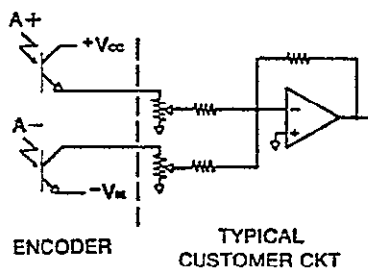 A+
+Vcc
A−
−
+
ENCODER
TYPICAL
CUSTOMER CKT